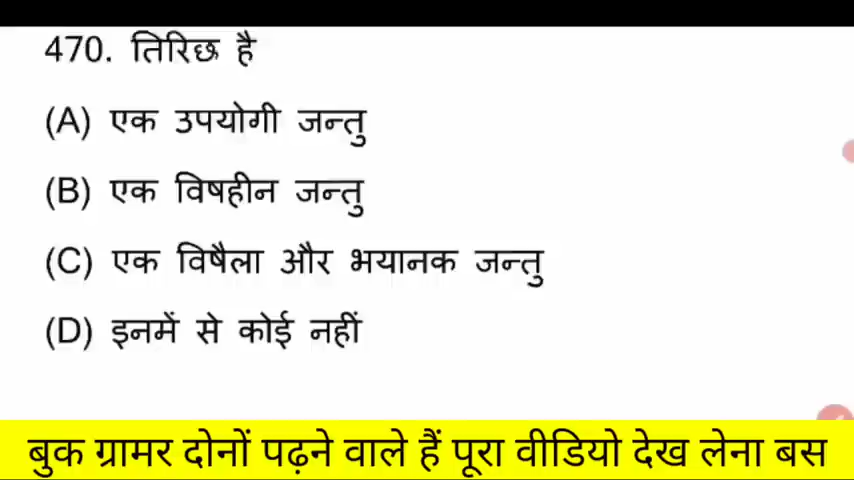 470. तिरिछ है
(A) एक उपयोगी जन्तु
(B) एक विषहीन जन्तु
(C) एक विषैला और भयानक जन्तु
(D) इनमें से कोई नहीं
बुक ग्रामर दोनों पढ़ने वाले हैं पूरा वीडियो देख लेना बस